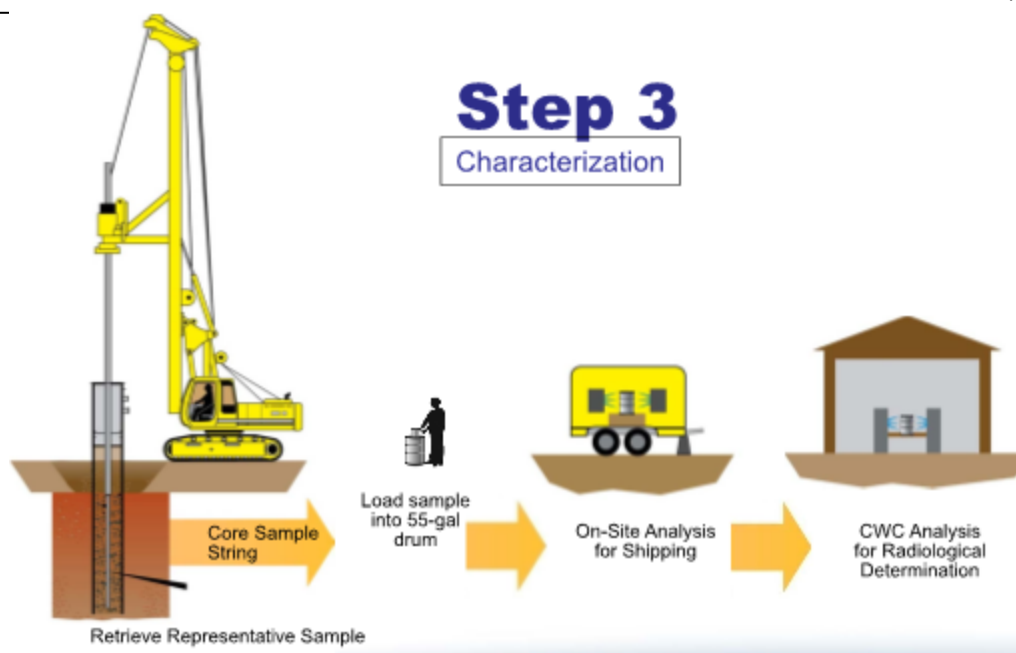 Step 3
Characterization
Core Sample
String
Load sample
into 55-gal
drum
On-Site Analysis
for Shipping
CWC Analysis
for Radiological
Determination
Retrieve Representative Sample